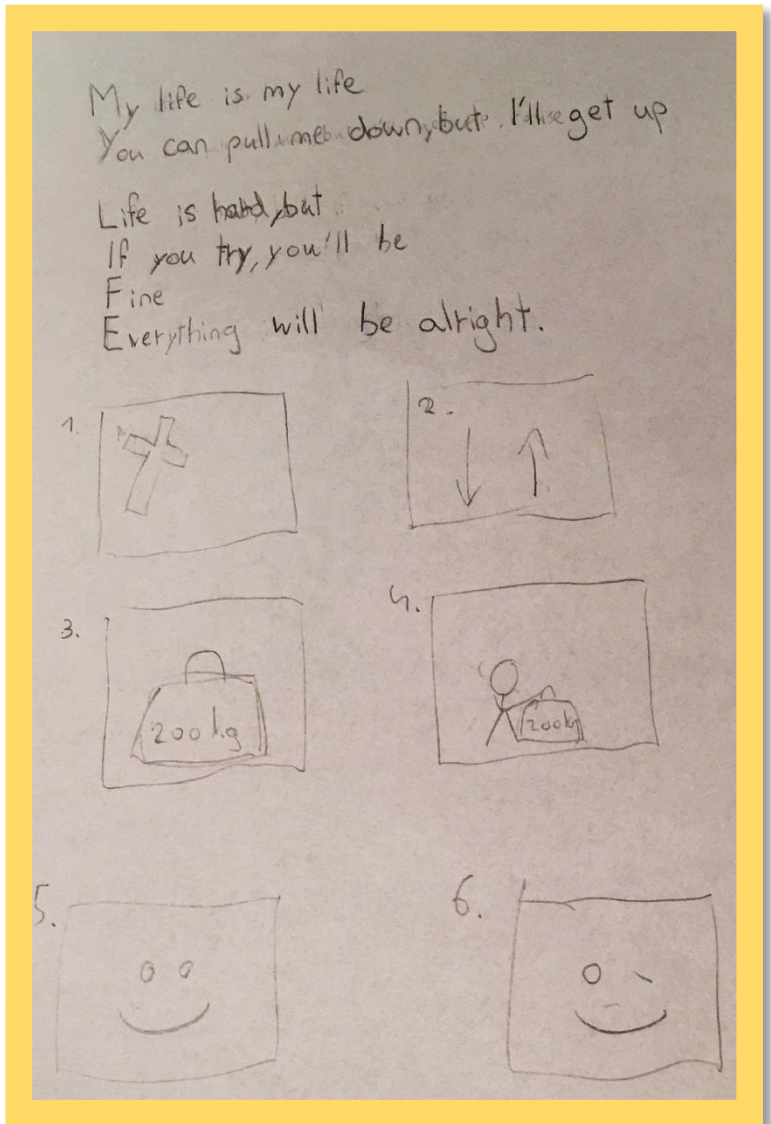 My life is my life
You can pull me down, but I'll get up
Life is hard, but
If you try, you'll be
Fine
Everything will be alright.
1.
2.
3.
200 kg
4.
200kg
5.
6.